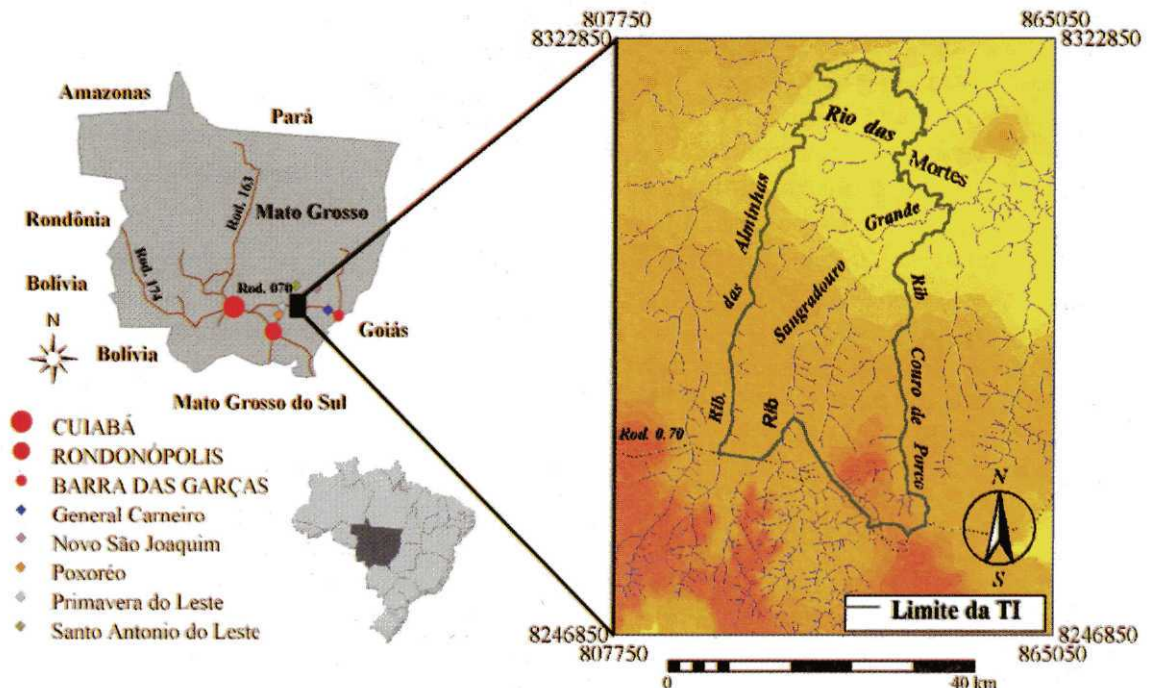 807750
865050
8322850
8322850
Amazonas
Pará
Rod. 163
Mato Grosso
Rondônia
Rod. 174
Bolívia
Rod. 070
Goiás
N
Bolívia
Mato Grosso do Sul
CUIABÁ
RONDONÓPOLIS
BARRA DAS GARÇAS
General Carneiro
Novo São Joaquim
Poxoréo
Primavera do Leste
Santo Antonio do Leste
Rio das
Mortes
Grande
Rib. das Alminhas
Rib Sangradouro
Rib Couro de Porco
Rod. 0.70
N
S
Limite da TI
8246850
8246850
807750
865050
0
40 km